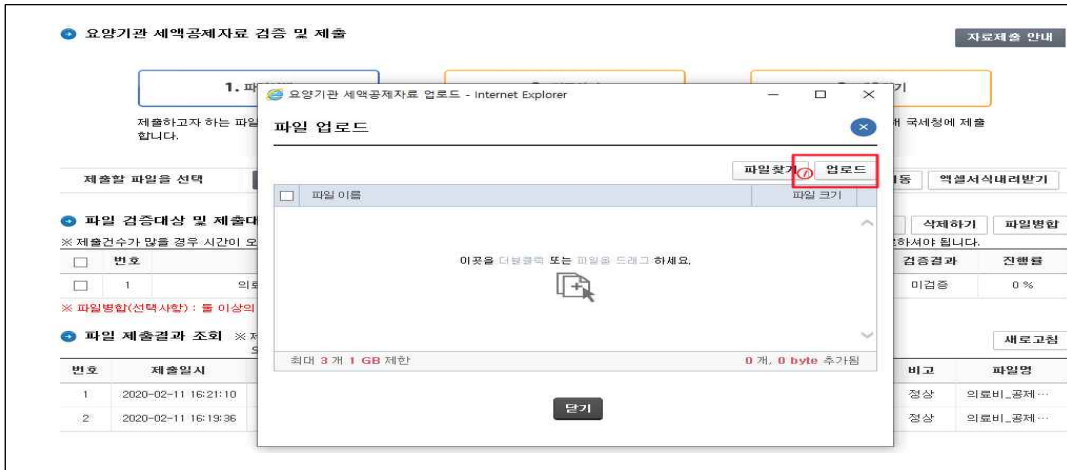 요양기관 세액공제자료 검증 및 제출
자료제출 안내
1. 파
기
요양기관 세액공제자료 업로드 - Internet Explorer
제출하고자 하는 파일
합니다.
국세청에 제출
파일 업로드
파일찾기
업로드
제출할 파일을 선택
이동
엑셀서식내려받기
파일 이름
파일 크기
파일 검증대상 및 제출대
삭제하기
파일병합
※ 제출건수가 많을 경우 시간이 오
하셔야 됩니다.
번호
검증결과
진행률
이곳을 더블클릭 또는 파일을 드래그 하세요.
1
의료
미검증
0 %
※ 파일병합(선택사항) : 둘 이상의
파일 제출결과 조회 ※ 제
새로고침
최대 3 개 1 GB 제한
0 개, 0 byte 추가됨
번호
제출일시
비고
파일명
1
2020-02-11 16:21:10
정상
의료비_공제…
2
2020-02-11 16:19:36
정상
의료비_공제…
닫기